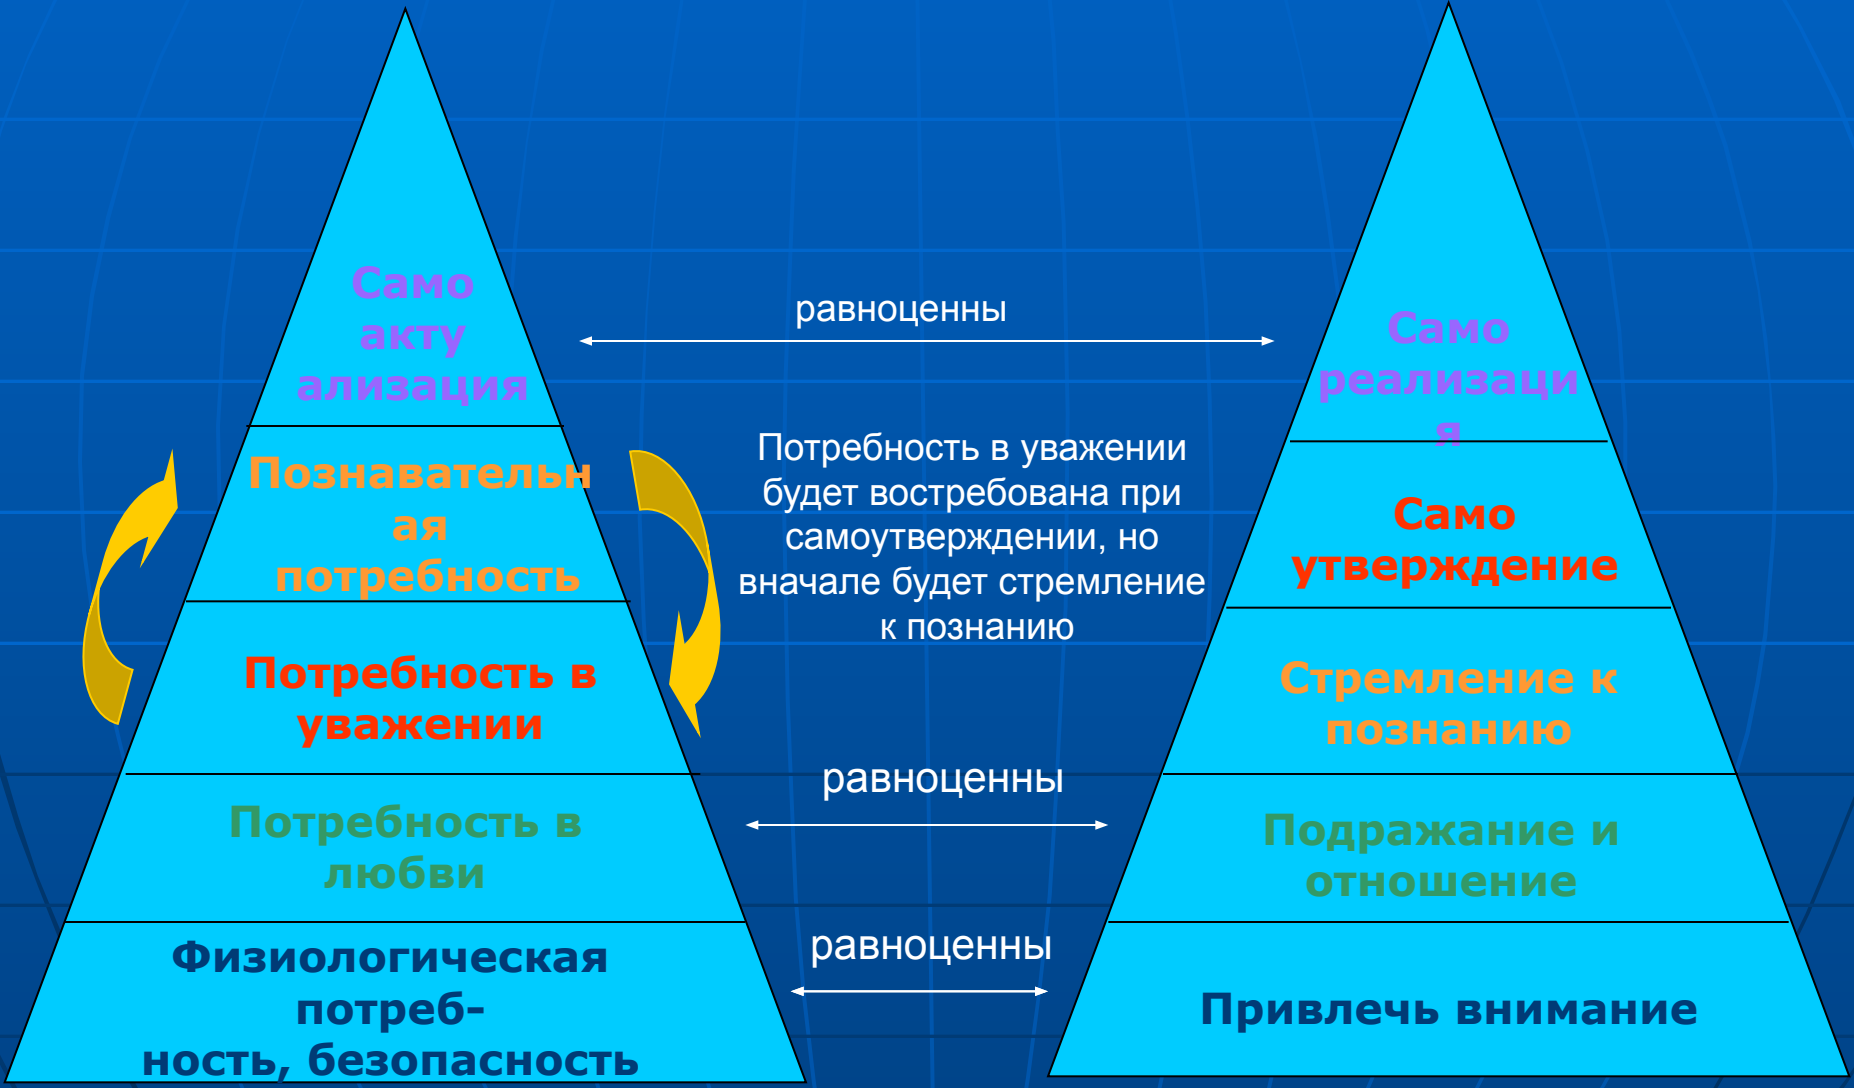 Само
акту
ализация
Познавательн
ая
потребность
Потребность в
уважении
Потребность в
любви
Физиологическая
потреб-
ность, безопасность
равноценны
Потребность в уважении
будет востребована при
самоутверждении, но
вначале будет стремление
к познанию
равноценны
равноценны
Само
реализаци
я
Само
утверждение
Стремление к
познанию
Подражание и
отношение
Привлечь внимание